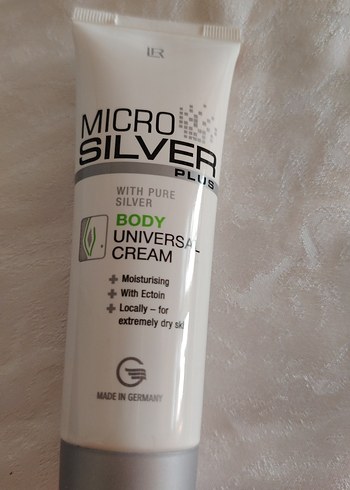 LR
MICRO
SILVER
PLUS
WITH PURE
SILVER
BODY
UNIVERSAL
CREAM
+ Moisturising
+ With Ectoin
+ Locally – for
extremely dry ski
MADE IN GERMANY